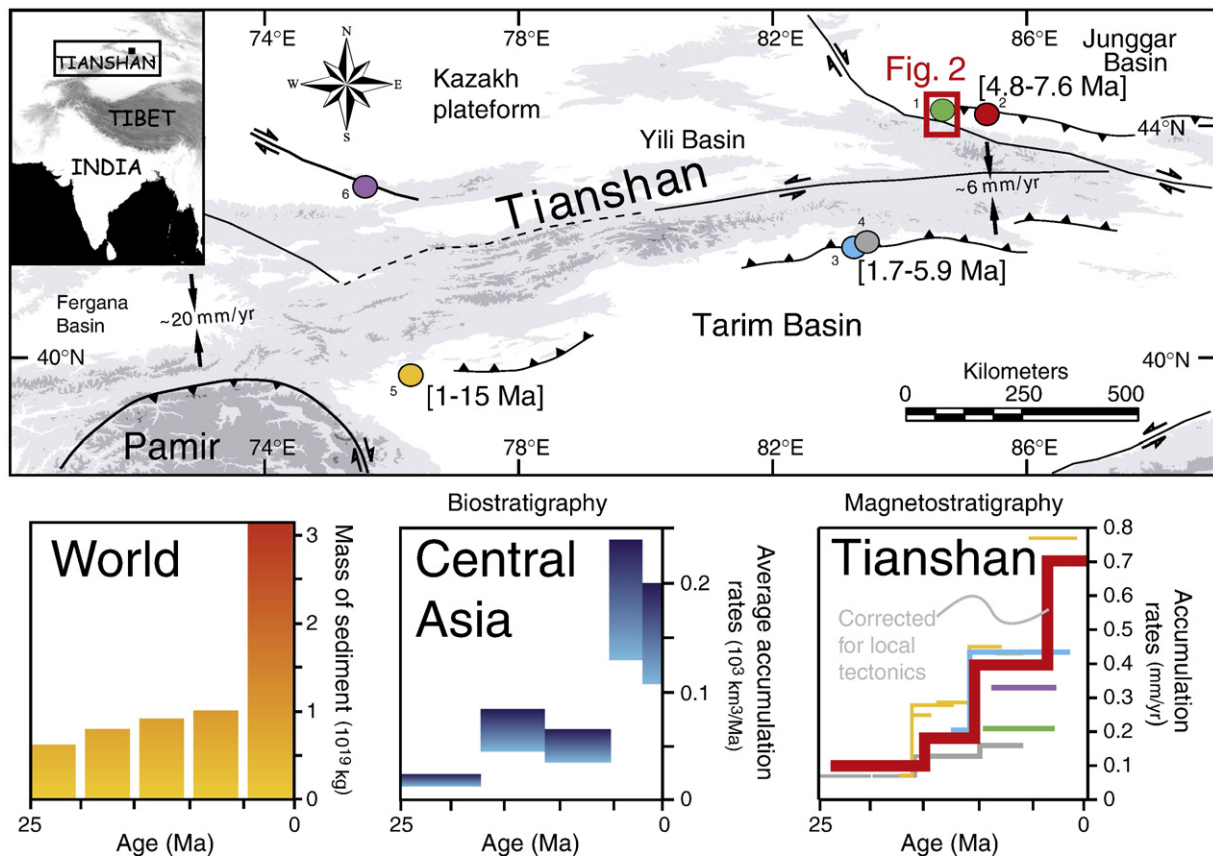 74°E
78°E
82°E
86°E
TIANSHAN
TIBET
INDIA
N
W
E
S
Kazakh
plateform
Junggar
Basin
Fig. 2
[4.8-7.6 Ma]
1
2
44°N
Yili Basin
Tianshan
~6 mm/yr
6
4
3
[1.7-5.9 Ma]
Fergana
Basin
~20 mm/yr
Tarim Basin
40°N
40°N
Kilometers
0
250
500
5
[1-15 Ma]
Pamir
74°E
78°E
82°E
86°E
World
3
2
1
0
Mass of sediment (10¹⁹ kg)
25
0
Age (Ma)
Biostratigraphy
Central
Asia
0.2
0.1
0
Average accumulation
rates (10³ km³/Ma)
25
0
Age (Ma)
Magnetostratigraphy
Tianshan
Corrected
for local
tectonics
0.8
0.7
0.6
0.5
0.4
0.3
0.2
0.1
Accumulation
rates (mm/yr)
25
0
Age (Ma)